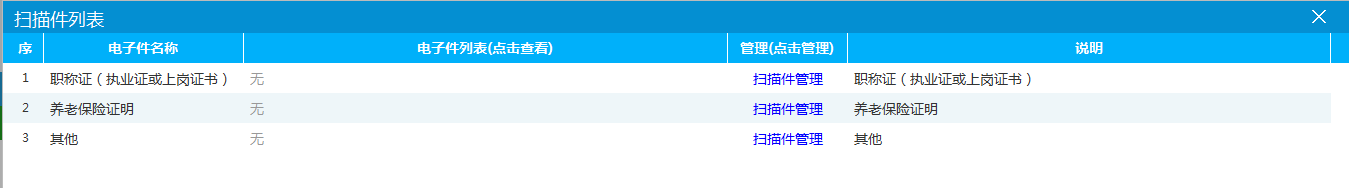 扫描件列表
序 电子件名称 电子件列表(点击查看) 管理(点击管理) 说明
1 职称证（执业证或上岗证书） 无 扫描件管理 职称证（执业证或上岗证书）
2 养老保险证明 无 扫描件管理 养老保险证明
3 其他 无 扫描件管理 其他